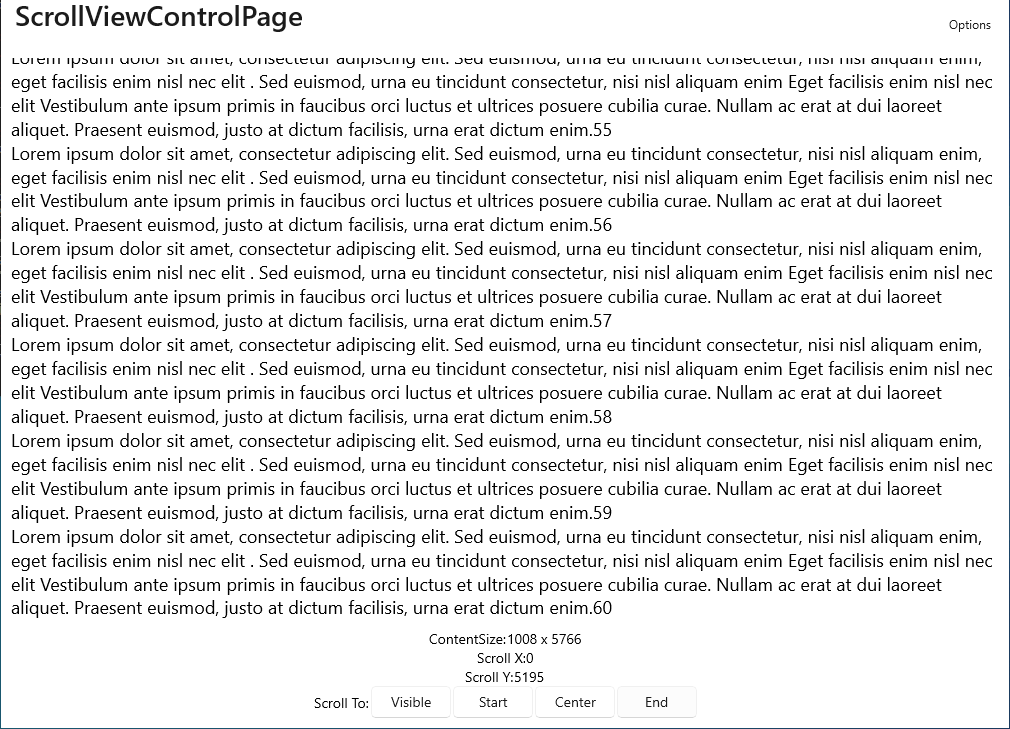 ScrollViewControlPage
Options
Lorem ipsum dolor sit amet, consectetur adipiscing elit. Sed euismod, urna eu tincidunt consectetur, nisi nisl aliquam enim,
eget facilisis enim nisl nec elit . Sed euismod, urna eu tincidunt consectetur, nisi nisl aliquam enim Eget facilisis enim nisl nec
elit Vestibulum ante ipsum primis in faucibus orci luctus et ultrices posuere cubilia curae. Nullam ac erat at dui laoreet
aliquet. Praesent euismod, justo at dictum facilisis, urna erat dictum enim.55
Lorem ipsum dolor sit amet, consectetur adipiscing elit. Sed euismod, urna eu tincidunt consectetur, nisi nisl aliquam enim,
eget facilisis enim nisl nec elit . Sed euismod, urna eu tincidunt consectetur, nisi nisl aliquam enim Eget facilisis enim nisl nec
elit Vestibulum ante ipsum primis in faucibus orci luctus et ultrices posuere cubilia curae. Nullam ac erat at dui laoreet
aliquet. Praesent euismod, justo at dictum facilisis, urna erat dictum enim.56
Lorem ipsum dolor sit amet, consectetur adipiscing elit. Sed euismod, urna eu tincidunt consectetur, nisi nisl aliquam enim,
eget facilisis enim nisl nec elit . Sed euismod, urna eu tincidunt consectetur, nisi nisl aliquam enim Eget facilisis enim nisl nec
elit Vestibulum ante ipsum primis in faucibus orci luctus et ultrices posuere cubilia curae. Nullam ac erat at dui laoreet
aliquet. Praesent euismod, justo at dictum facilisis, urna erat dictum enim.57
Lorem ipsum dolor sit amet, consectetur adipiscing elit. Sed euismod, urna eu tincidunt consectetur, nisi nisl aliquam enim,
eget facilisis enim nisl nec elit . Sed euismod, urna eu tincidunt consectetur, nisi nisl aliquam enim Eget facilisis enim nisl nec
elit Vestibulum ante ipsum primis in faucibus orci luctus et ultrices posuere cubilia curae. Nullam ac erat at dui laoreet
aliquet. Praesent euismod, justo at dictum facilisis, urna erat dictum enim.58
Lorem ipsum dolor sit amet, consectetur adipiscing elit. Sed euismod, urna eu tincidunt consectetur, nisi nisl aliquam enim,
eget facilisis enim nisl nec elit . Sed euismod, urna eu tincidunt consectetur, nisi nisl aliquam enim Eget facilisis enim nisl nec
elit Vestibulum ante ipsum primis in faucibus orci luctus et ultrices posuere cubilia curae. Nullam ac erat at dui laoreet
aliquet. Praesent euismod, justo at dictum facilisis, urna erat dictum enim.59
Lorem ipsum dolor sit amet, consectetur adipiscing elit. Sed euismod, urna eu tincidunt consectetur, nisi nisl aliquam enim,
eget facilisis enim nisl nec elit . Sed euismod, urna eu tincidunt consectetur, nisi nisl aliquam enim Eget facilisis enim nisl nec
elit Vestibulum ante ipsum primis in faucibus orci luctus et ultrices posuere cubilia curae. Nullam ac erat at dui laoreet
aliquet. Praesent euismod, justo at dictum facilisis, urna erat dictum enim.60
ContentSize:1008 x 5766
Scroll X:0
Scroll Y:5195
Scroll To: Visible Start Center End